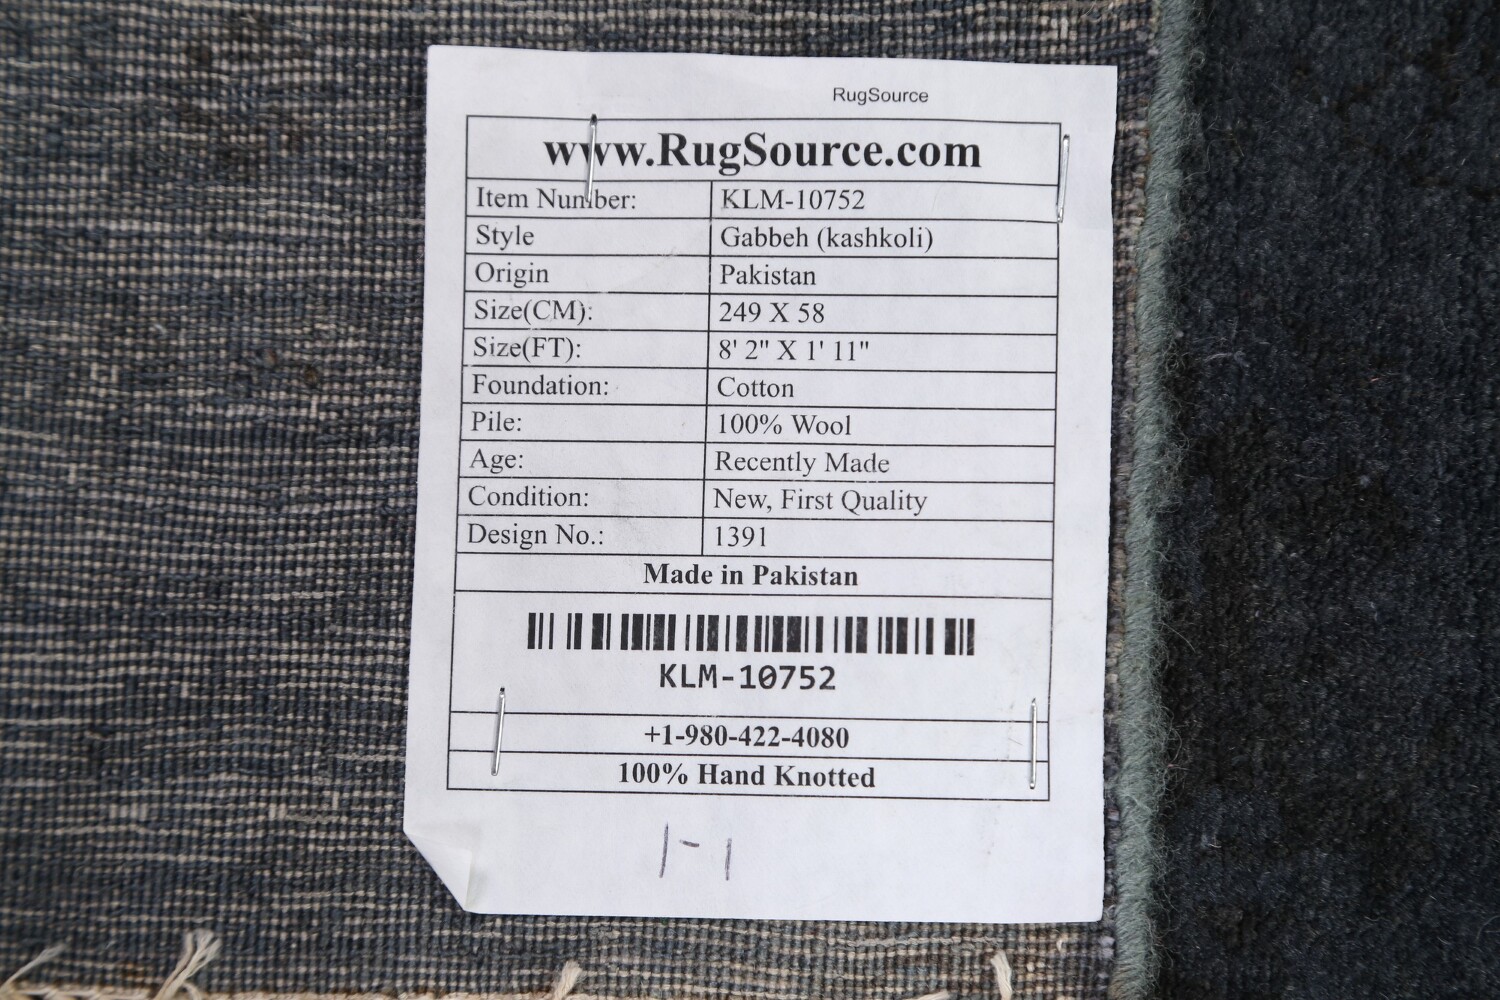 RugSource
www.RugSource.com
Item Number: KLM-10752
Style Gabbeh (kashkoli)
Origin Pakistan
Size(CM): 249 X 58
Size(FT): 8' 2" X 1' 11"
Foundation: Cotton
Pile: 100% Wool
Age: Recently Made
Condition: New, First Quality
Design No.: 1391
Made in Pakistan
KLM-10752
+1-980-422-4080
100% Hand Knotted
1-1